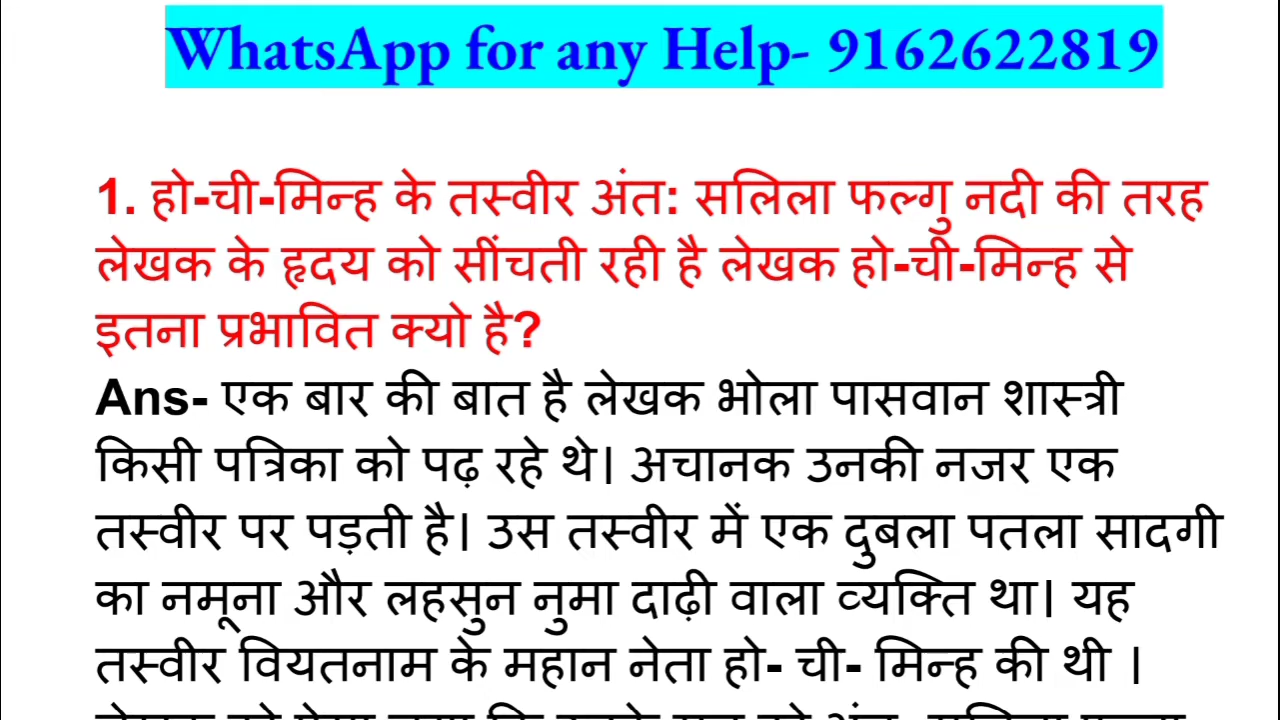 WhatsApp for any Help- 9162622819
1. हो-ची-मिन्ह के तस्वीर अंत: सलिला फल्गु नदी की तरह
लेखक के हृदय को सींचती रही है लेखक हो-ची-मिन्ह से
इतना प्रभावित क्यो है?
Ans- एक बार की बात है लेखक भोला पासवान शास्त्री
किसी पत्रिका को पढ़ रहे थे। अचानक उनकी नजर एक
तस्वीर पर पड़ती है। उस तस्वीर में एक दुबला पतला सादगी
का नमूना और लहसुन नुमा दाढ़ी वाला व्यक्ति था। यह
तस्वीर वियतनाम के महान नेता हो- ची- मिन्ह की थी ।